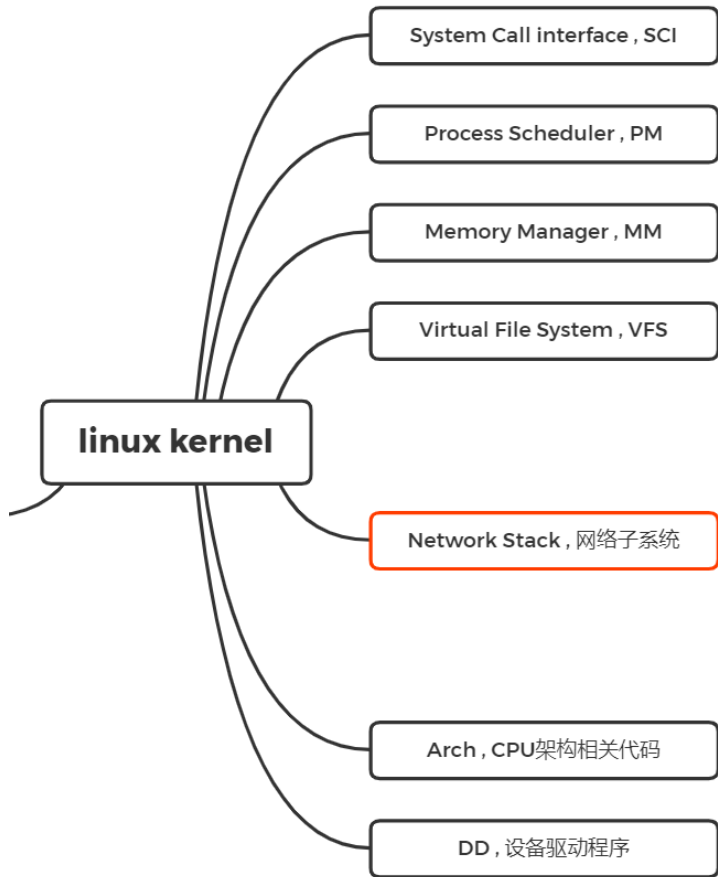 System Call interface , SCI
Process Scheduler , PM
Memory Manager , MM
Virtual File System , VFS
linux kernel
Network Stack , 网络子系统
Arch , CPU架构相关代码
DD , 设备驱动程序